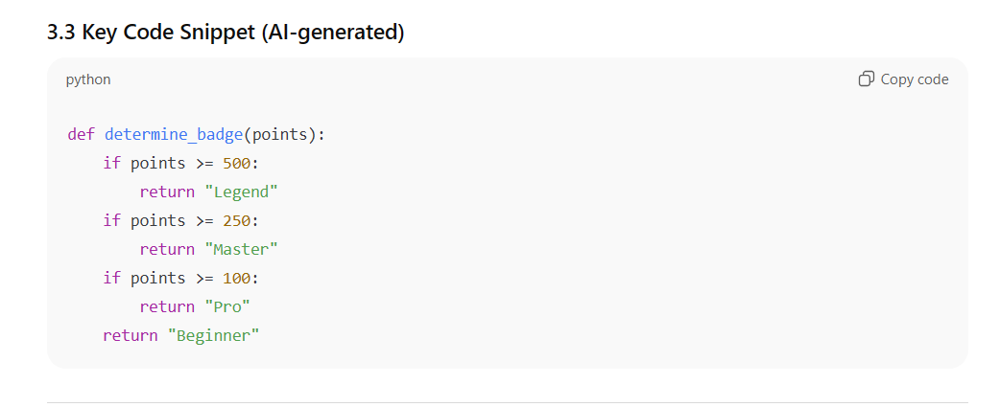 3.3 Key Code Snippet (AI-generated)
python Copy code
def determine_badge(points):
    if points >= 500:
        return "Legend"
    if points >= 250:
        return "Master"
    if points >= 100:
        return "Pro"
    return "Beginner"